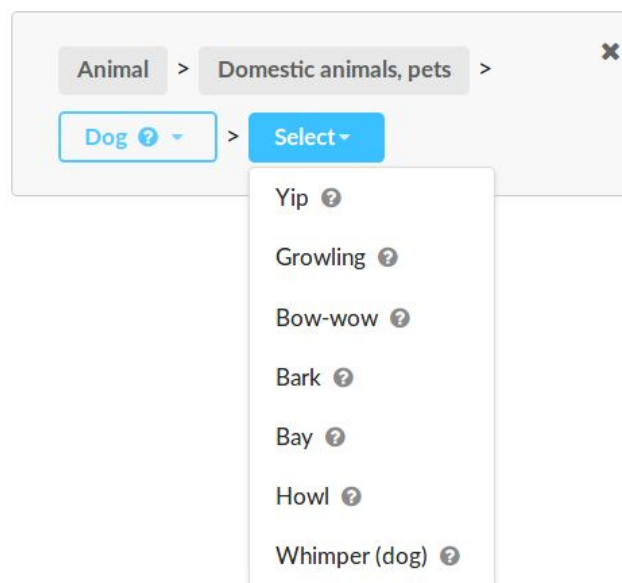 Animal > Domestic animals, pets >
Dog > Select
Yip
Growling
Bow-wow
Bark
Bay
Howl
Whimper (dog)